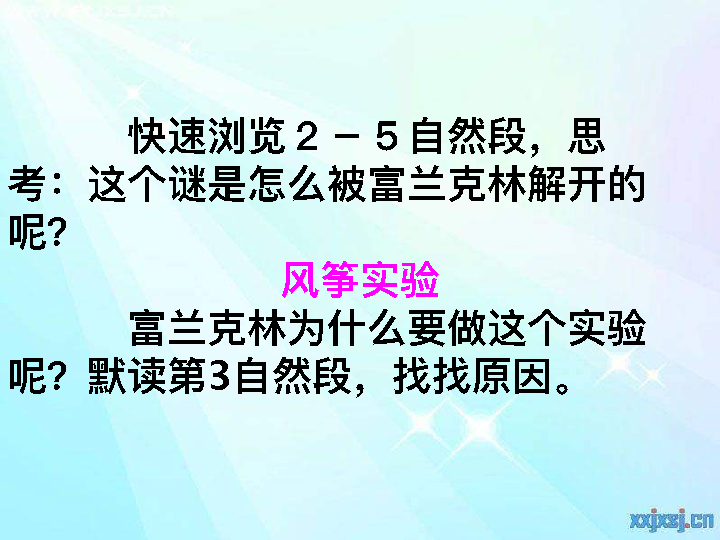 快速浏览２－５自然段，思
考：这个谜是怎么被富兰克林解开的
呢？
风筝实验
富兰克林为什么要做这个实验
呢？默读第3自然段，找找原因。
xxjxsj.cn